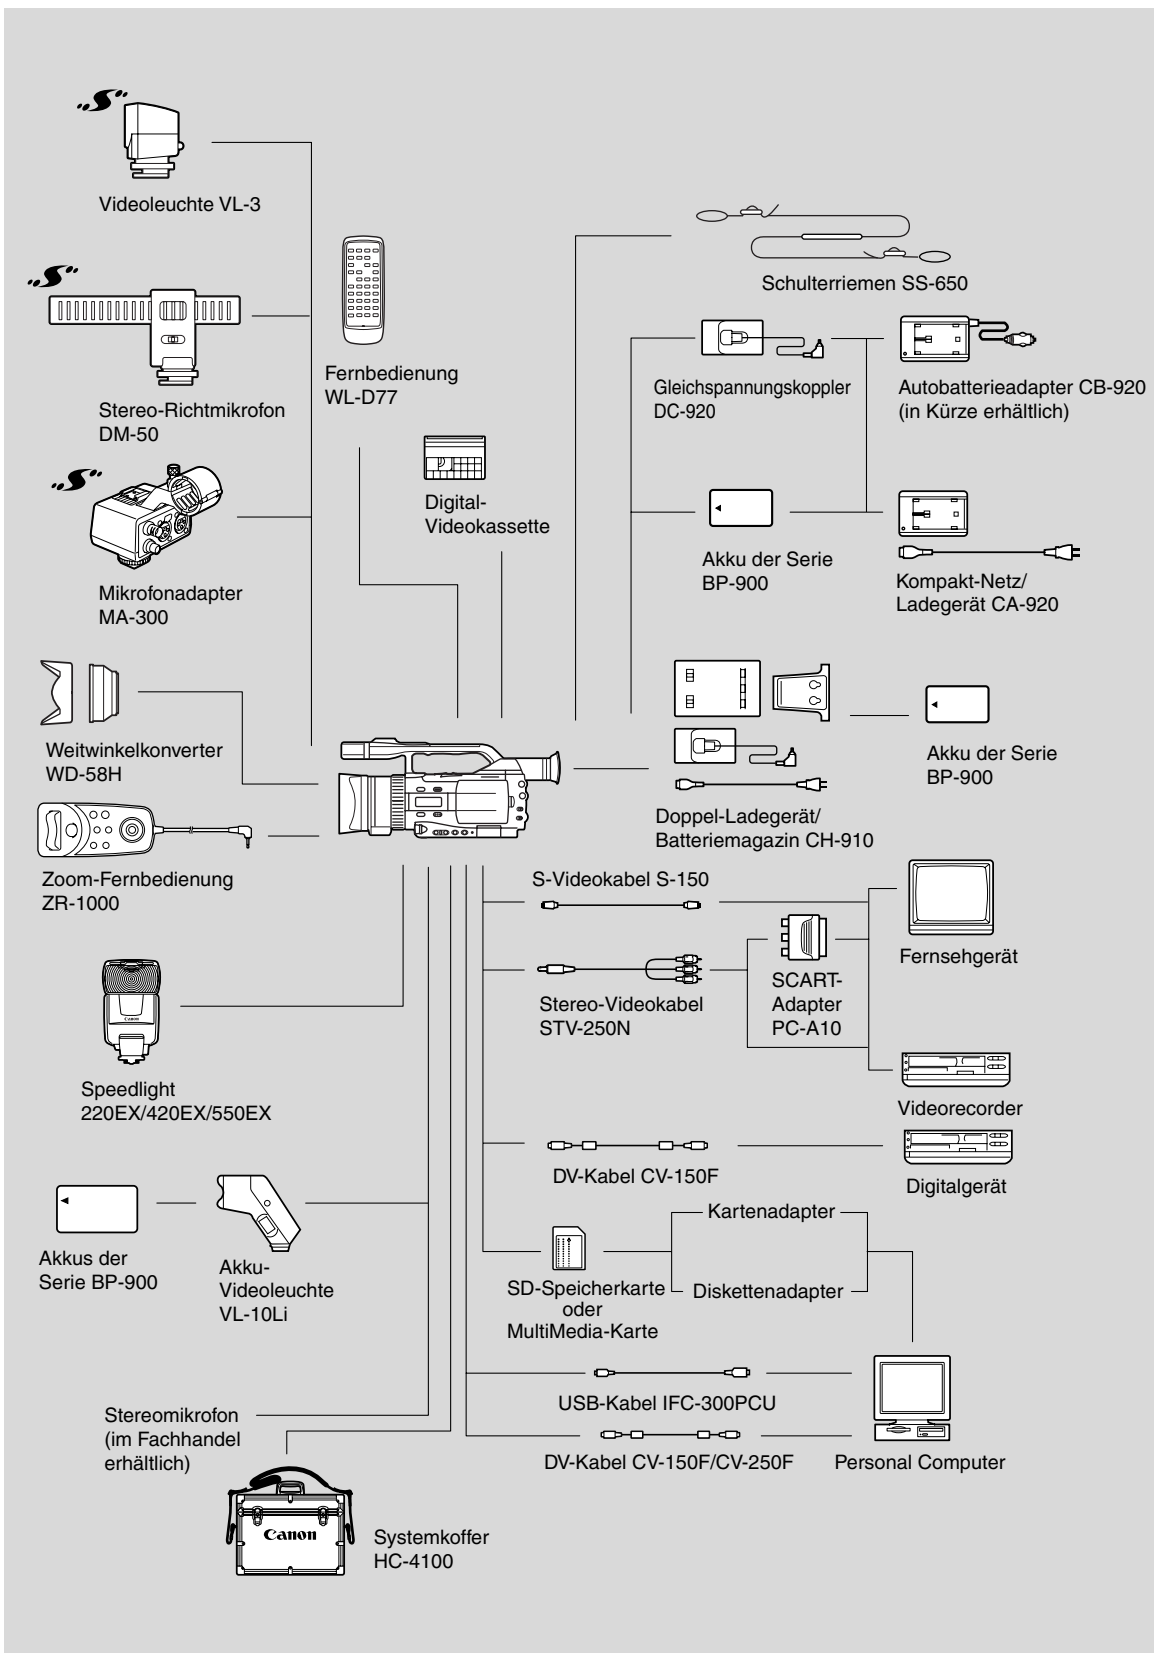 Videoleuchte VL-3
Schulterriemen SS-650
Stereo-Richtmikrofon
DM-50
Fernbedienung
WL-D77
Gleichspannungskoppler
DC-920
Autobatterieadapter CB-920
(in Kürze erhältlich)
Digital-
Videokassette
Mikrofonadapter
MA-300
Akku der Serie
BP-900
Kompakt-Netz/
Ladegerät CA-920
Weitwinkelkonverter
WD-58H
Akku der Serie
BP-900
Doppel-Ladegerät/
Batteriemagazin CH-910
Zoom-Fernbedienung
ZR-1000
S-Videokabel S-150
Fernsehgerät
Stereo-Videokabel
STV-250N
SCART-
Adapter
PC-A10
Canon
Speedlight
220EX/420EX/550EX
Videorecorder
DV-Kabel CV-150F
Digitalgerät
Akkus der
Serie BP-900
Akku-
Videoleuchte
VL-10Li
Kartenadapter
SD-Speicherkarte
oder
MultiMedia-Karte
Diskettenadapter
USB-Kabel IFC-300PCU
Stereomikrofon
(im Fachhandel
erhältlich)
DV-Kabel CV-150F/CV-250F
Personal Computer
Canon
Systemkoffer
HC-4100